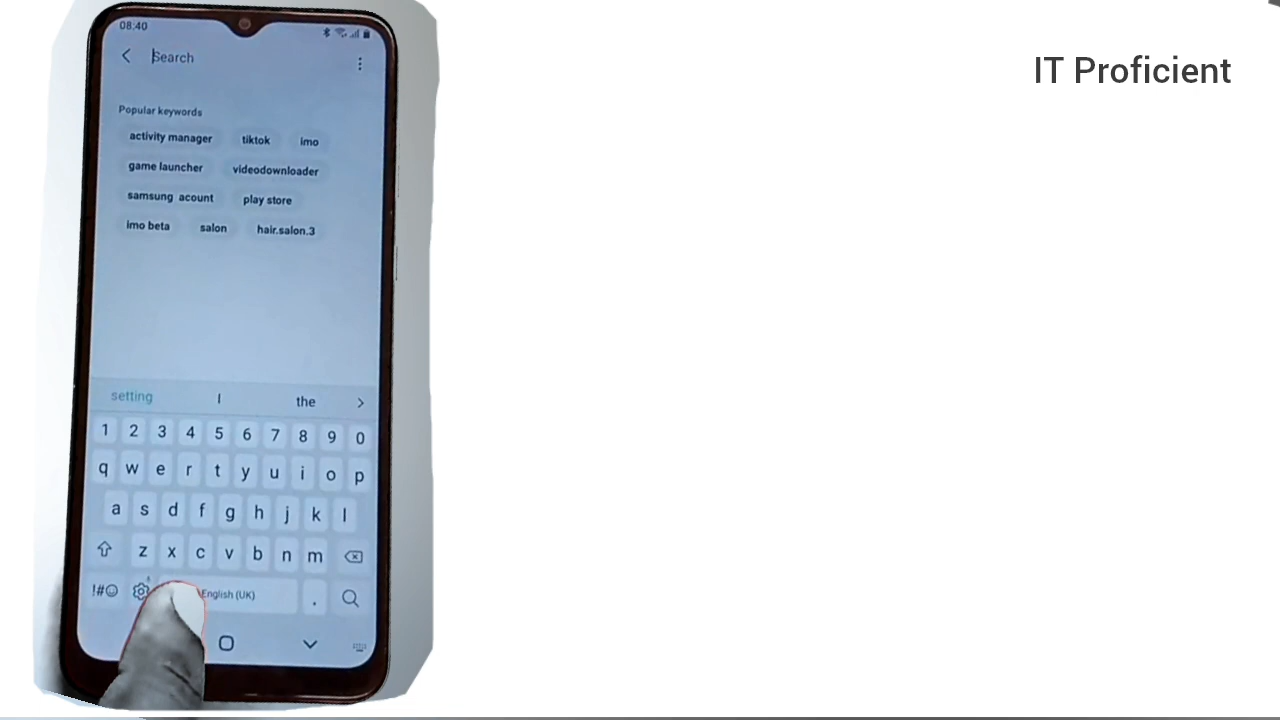 08:40
Search
IT Proficient
Popular keywords
activity manager tiktok imo
game launcher videodownloader
samsung acount play store
imo beta salon hair.salon.3
setting I the
1 2 3 4 5 6 7 8 9 0
q w e r t y u i o p
a s d f g h j k l
z x c v b n m
!#☺ English (UK) .